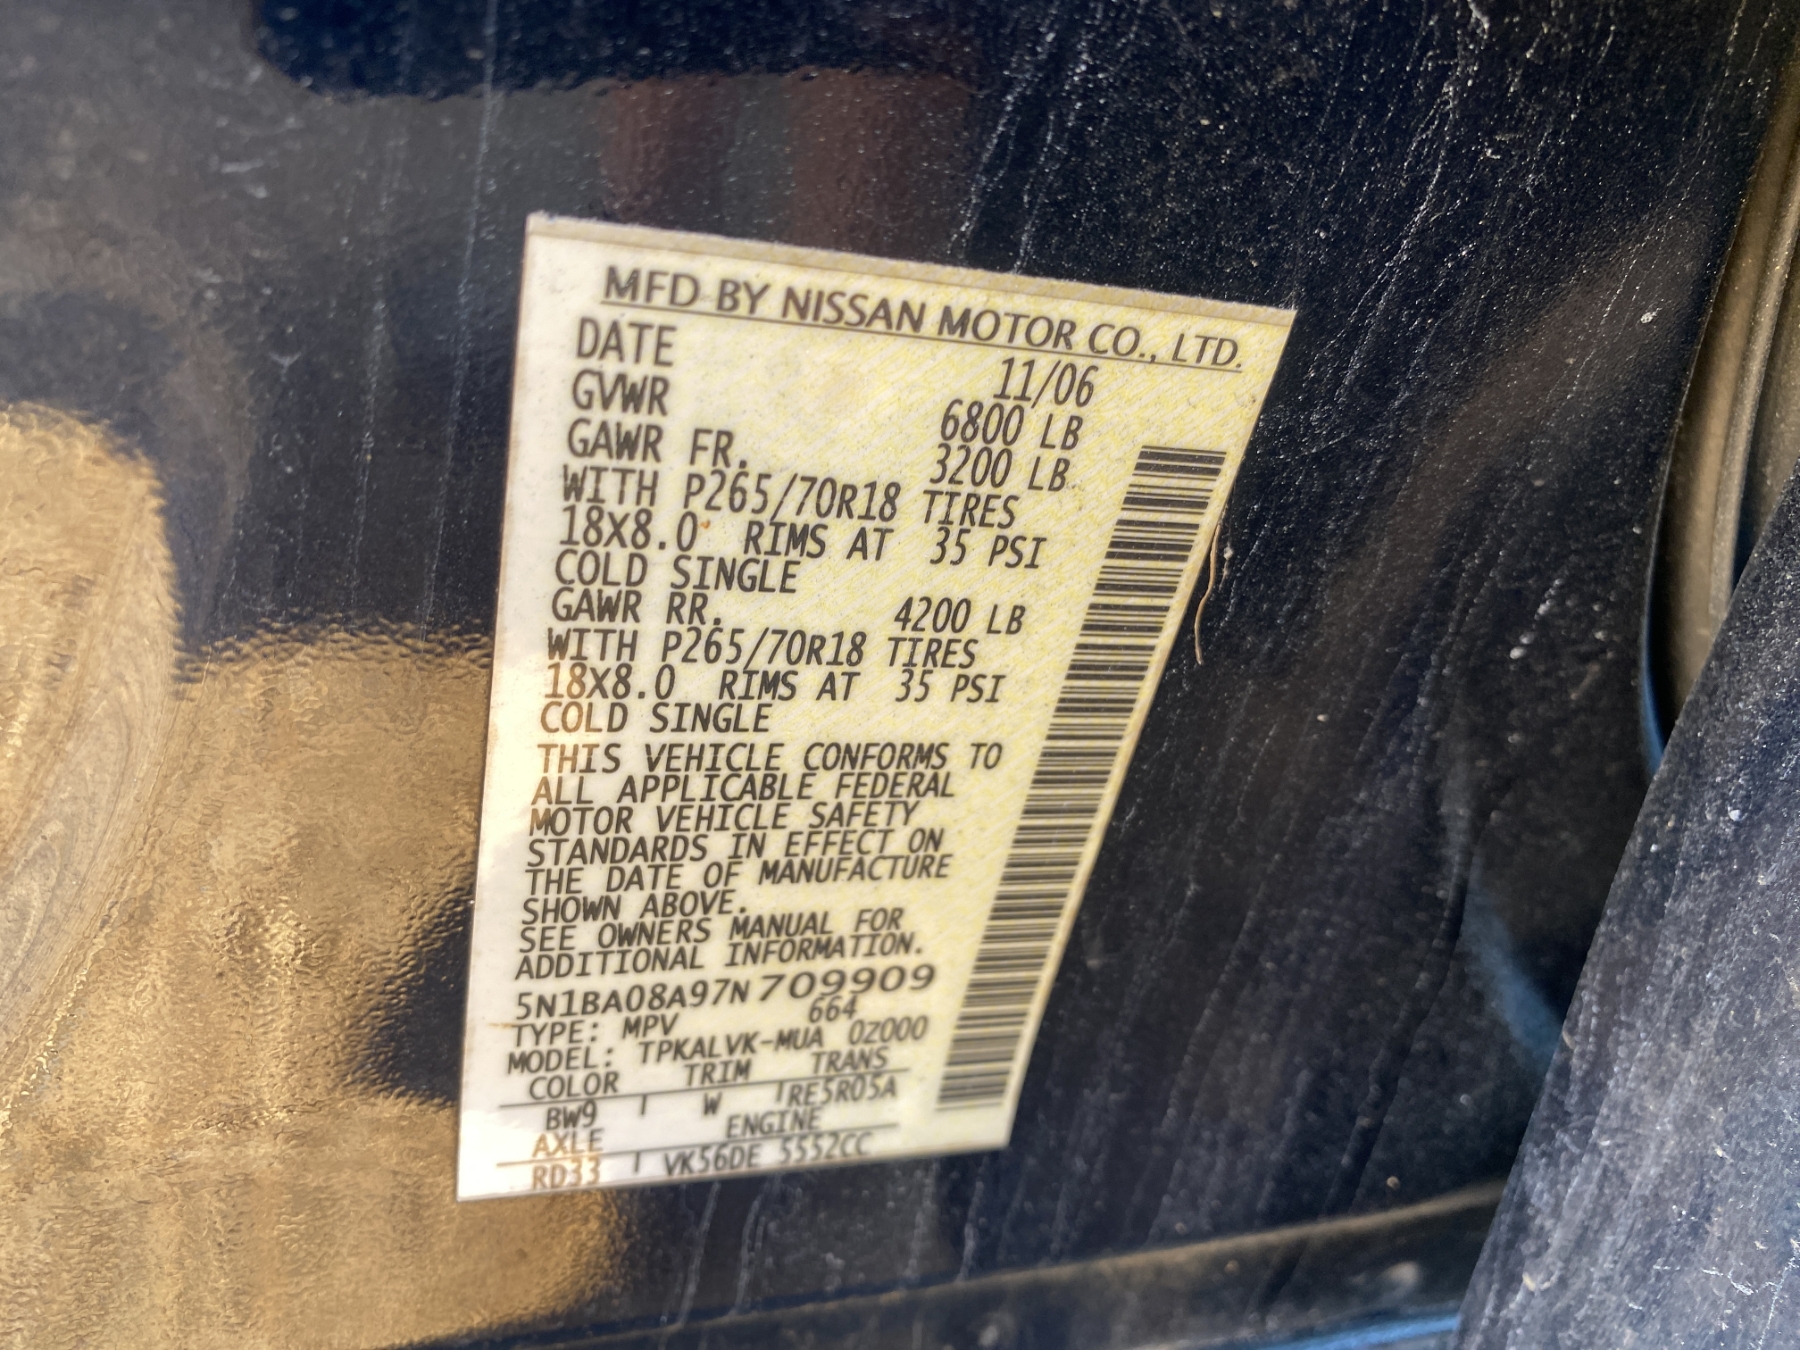 MFD BY NISSAN MOTOR CO., LTD.
DATE 11/06
GVWR 6800 LB
GAWR FR. 3200 LB
WITH P265/70R18 TIRES
18X8.0 RIMS AT 35 PSI
COLD SINGLE
GAWR RR. 4200 LB
WITH P265/70R18 TIRES
18X8.0 RIMS AT 35 PSI
COLD SINGLE
THIS VEHICLE CONFORMS TO
ALL APPLICABLE FEDERAL
MOTOR VEHICLE SAFETY
STANDARDS IN EFFECT ON
THE DATE OF MANUFACTURE
SHOWN ABOVE.
SEE OWNERS MANUAL FOR
ADDITIONAL INFORMATION.
5N1BA08A97N709909
TYPE: MPV 664
MODEL: TPKALVK-MUA 0Z000
COLOR TRIM TRANS
BW9 W RE5R05A
AXLE ENGINE
RD33 VK56DE 5552CC